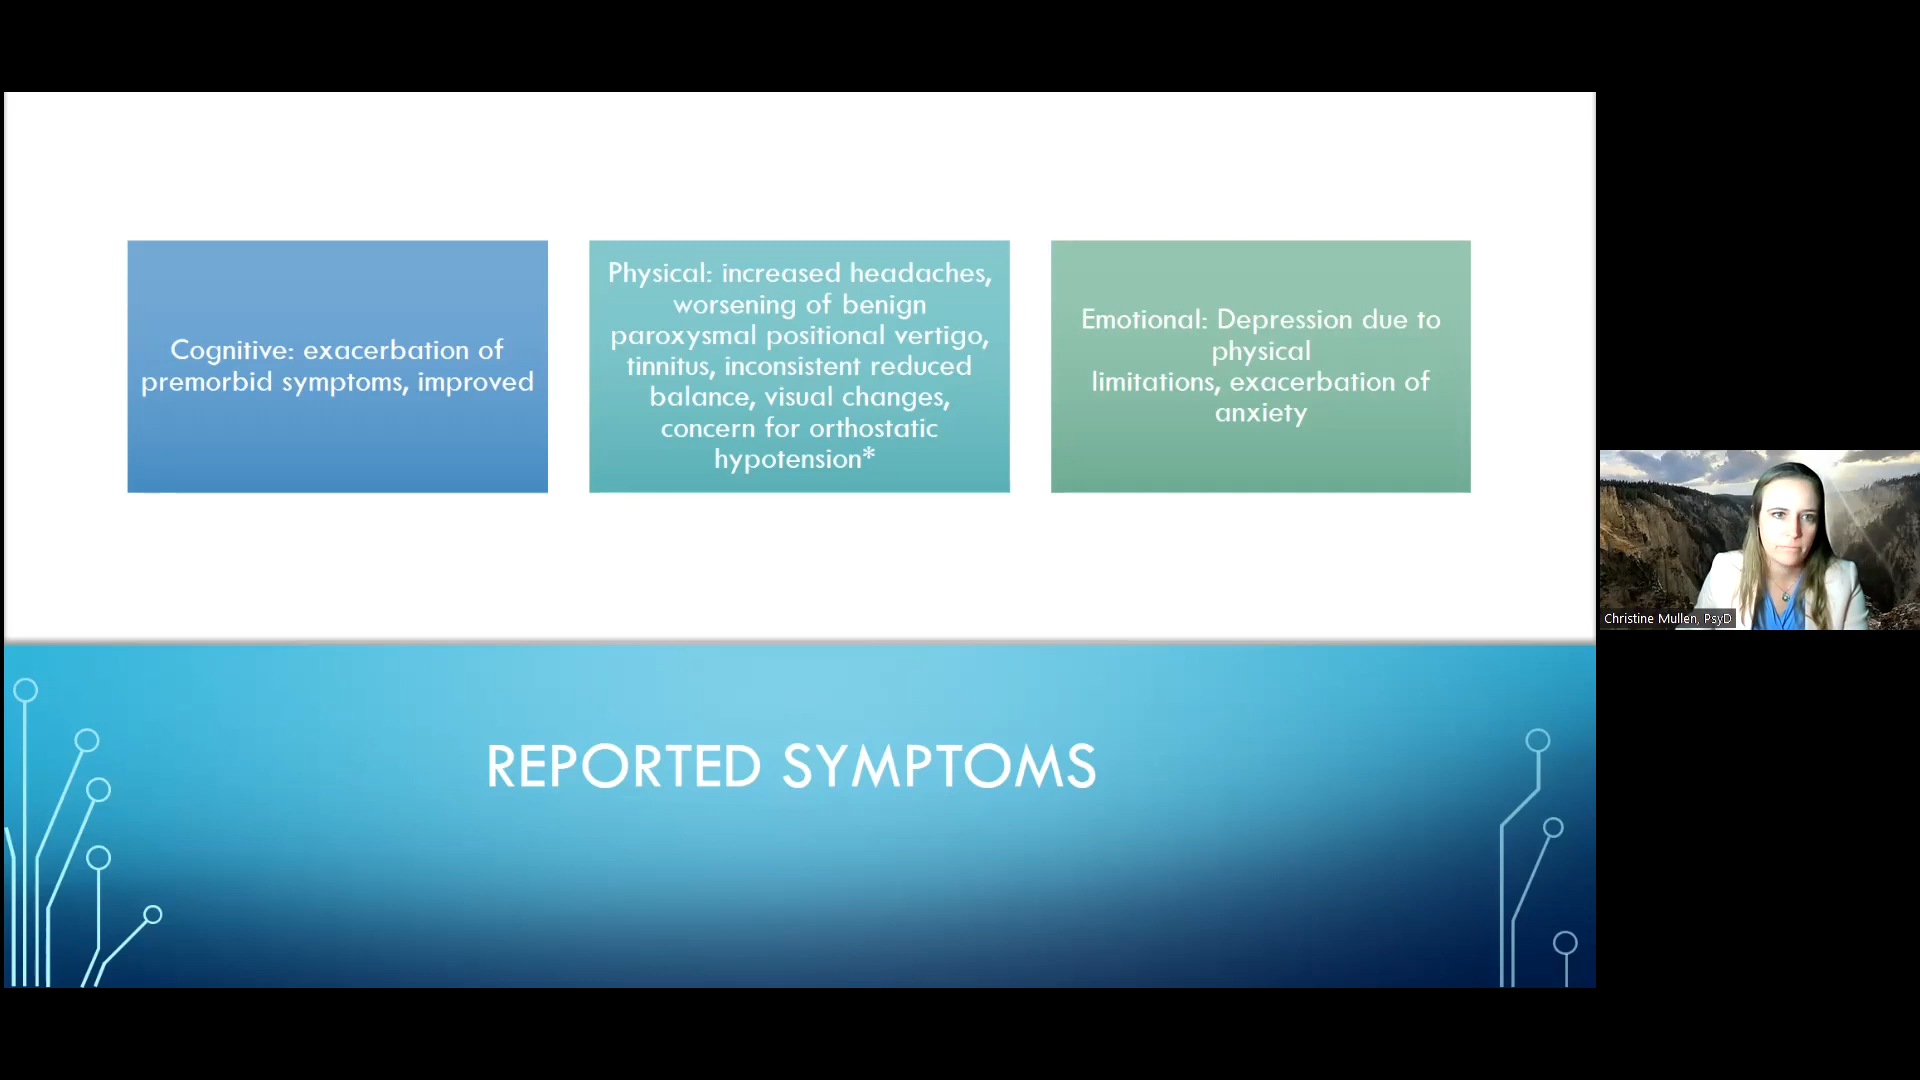 Cognitive: exacerbation of
premorbid symptoms, improved
Physical: increased headaches,
worsening of benign
paroxysmal positional vertigo,
tinnitus, inconsistent reduced
balance, visual changes,
concern for orthostatic
hypotension*
Emotional: Depression due to
physical
limitations, exacerbation of
anxiety
REPORTED SYMPTOMS
Christine Mullen, PsyD